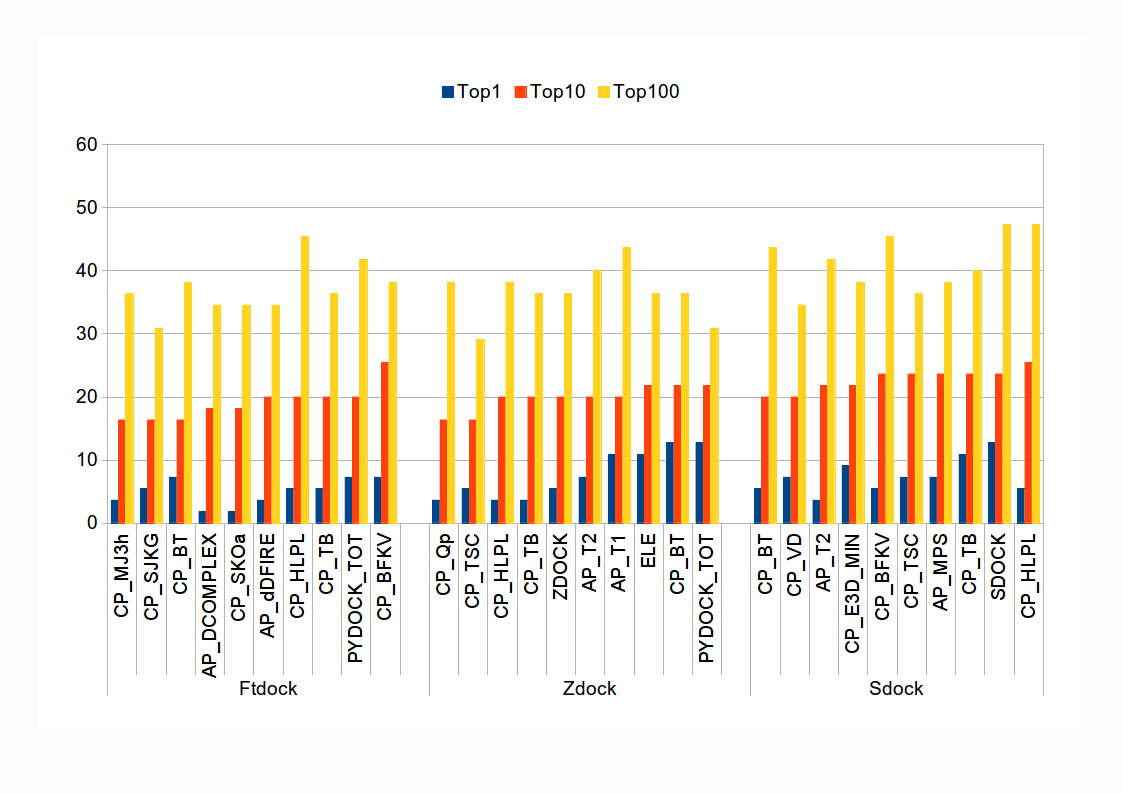 Top1 Top10 Top100
60
50
40
30
20
10
0
CP_MJ3h
CP_SJKG
CP_BT
AP_DCOMPLEX
CP_SKOa
AP_dDFIRE
CP_HLPL
CP_TB
PYDOCK_TOT
CP_BFKV
CP_Qp
CP_TSC
CP_HLPL
CP_TB
ZDOCK
AP_T2
AP_T1
ELE
CP_BT
PYDOCK_TOT
CP_BT
CP_VD
AP_T2
CP_E3D_MIN
CP_BFKV
CP_TSC
AP_MPS
CP_TB
SDOCK
CP_HLPL
Ftdock Zdock Sdock